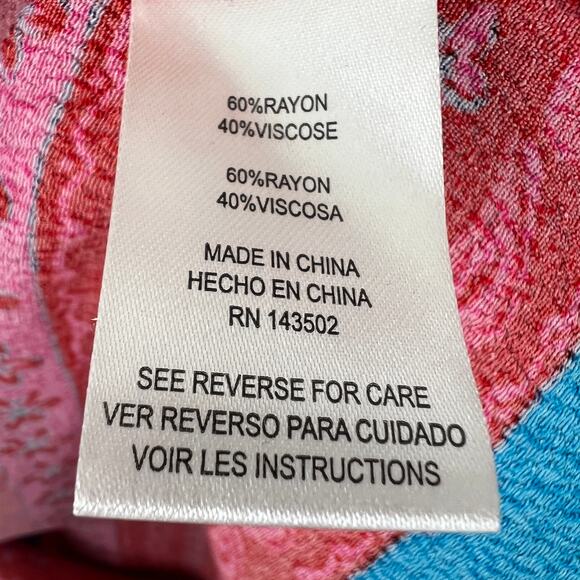 60%RAYON
40%VISCOSE
60%RAYON
40%VISCOSA
MADE IN CHINA
HECHO EN CHINA
RN 143502
SEE REVERSE FOR CARE
VER REVERSO PARA CUIDADO
VOIR LES INSTRUCTIONS